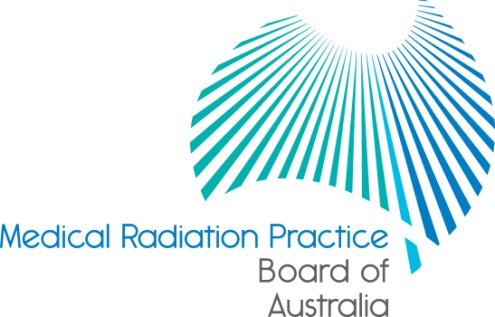 Medical Radiation Practice
Board of
Australia